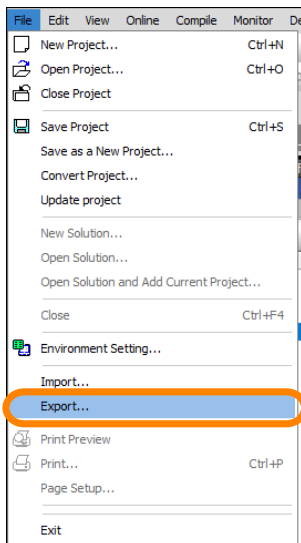 File Edit View Online Compile Monitor De
New Project... Ctrl+N
Open Project... Ctrl+O
Close Project
Save Project Ctrl+S
Save as a New Project...
Convert Project...
Update project
New Solution...
Open Solution...
Open Solution and Add Current Project...
Close Ctrl+F4
Environment Setting...
Import...
Export...
Print Preview
Print... Ctrl+P
Page Setup...
Exit